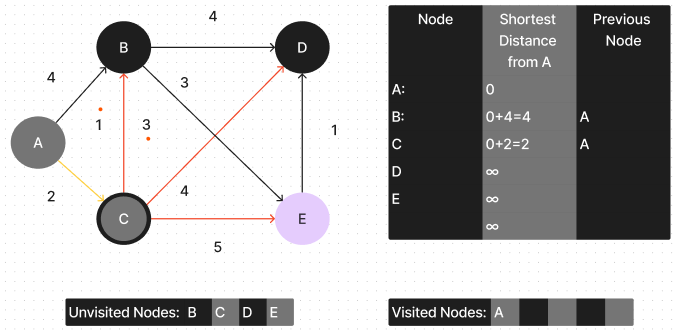 4
B
D
4
3
1
3
A
1
2
4
C
E
5
Node Shortest Distance from A Previous Node
A: 0
B: 0+4=4 A
C 0+2=2 A
D ∞
E ∞
∞
Unvisited Nodes: B C D E
Visited Nodes: A